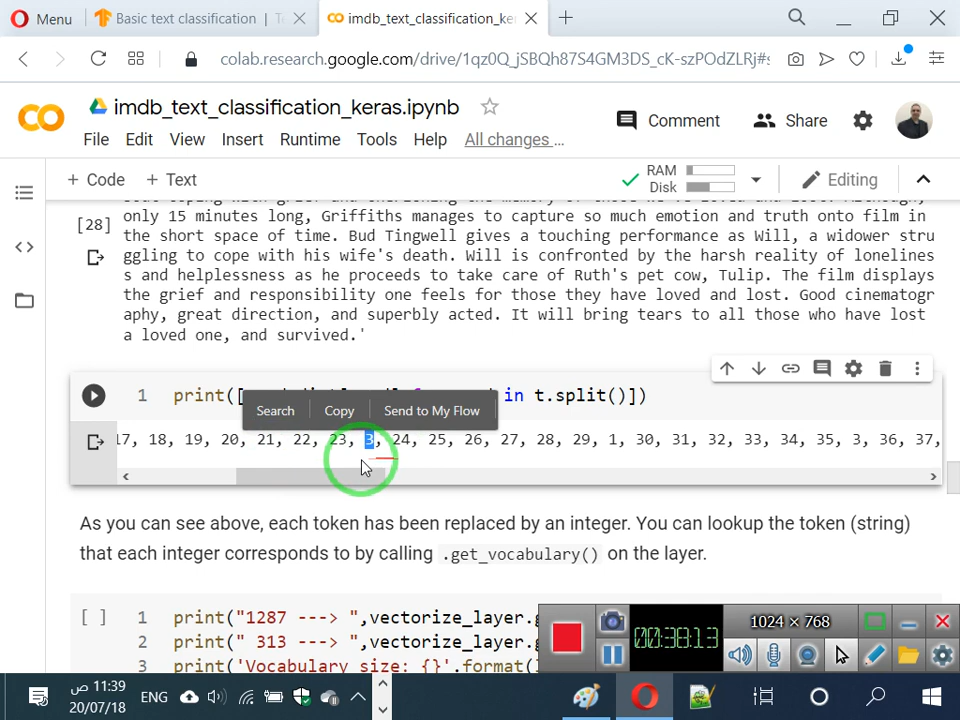 Menu
Basic text classification | Te
imdb_text_classification_ke
colab.research.google.com/drive/1qz0Q_jSBQh87S4GM3DS_cK-szPOdZLRj#s
imdb_text_classification_keras.ipynb
Comment
Share
File Edit View Insert Runtime Tools Help All changes …
+ Code + Text
RAM
Disk
Editing
only 15 minutes long, Griffiths manages to capture so much emotion and truth onto film in
[28]
the short space of time. Bud Tingwell gives a touching performance as Will, a widower stru
ggling to cope with his wife's death. Will is confronted by the harsh reality of lonelines
s and helplessness as he proceeds to take care of Ruth's pet cow, Tulip. The film displays
the grief and responsibility one feels for those they have loved and lost. Good cinematogr
aphy, great direction, and superbly acted. It will bring tears to all those who have lost
a loved one, and survived.'
1 print([ in t.split()])
Search Copy Send to My Flow
17, 18, 19, 20, 21, 22, 23, 3, 24, 25, 26, 27, 28, 29, 1, 30, 31, 32, 33, 34, 35, 3, 36, 37,
As you can see above, each token has been replaced by an integer. You can lookup the token (string)
that each integer corresponds to by calling .get_vocabulary() on the layer.
[ ] 1 print("1287 ---> ",vectorize_layer.g
2 print(" 313 ---> ",vectorize_layer.g
3 print('Vocabulary size: {}'.format(
00:38:13
1024 × 768
11:39 ص
20/07/18
ENG